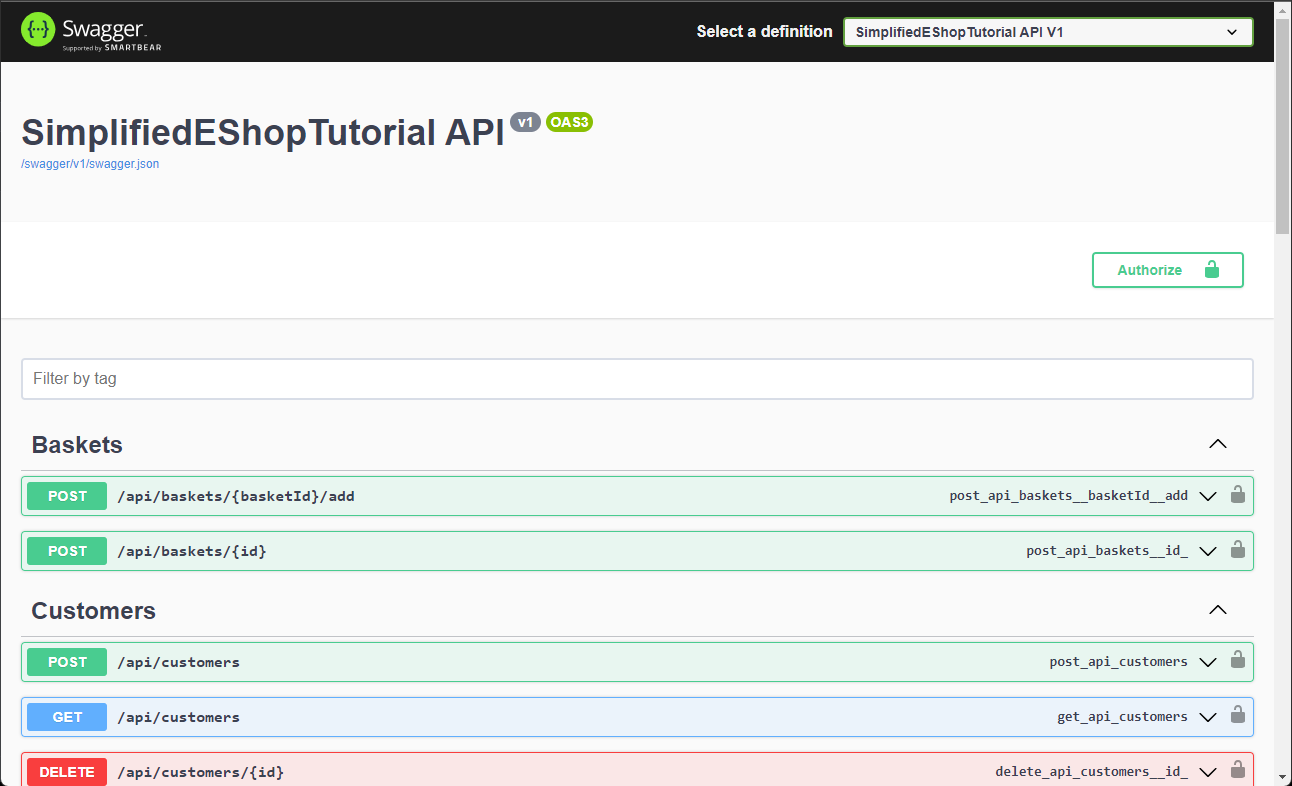 Swagger
Supported by SMARTBEAR
Select a definition
SimplifiedEShopTutorial API V1
SimplifiedEShopTutorial API v1 OAS3
/swagger/v1/swagger.json
Authorize
Filter by tag
Baskets
POST /api/baskets/{basketId}/add post_api_baskets__basketId__add
POST /api/baskets/{id} post_api_baskets__id_
Customers
POST /api/customers post_api_customers
GET /api/customers get_api_customers
DELETE /api/customers/{id} delete_api_customers__id_